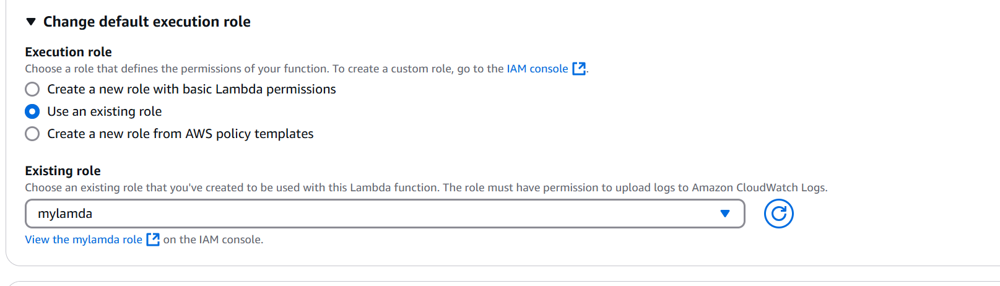 Change default execution role
Execution role
Choose a role that defines the permissions of your function. To create a custom role, go to the IAM console.
Create a new role with basic Lambda permissions
Use an existing role
Create a new role from AWS policy templates
Existing role
Choose an existing role that you've created to be used with this Lambda function. The role must have permission to upload logs to Amazon CloudWatch Logs.
mylamda
View the mylamda role on the IAM console.